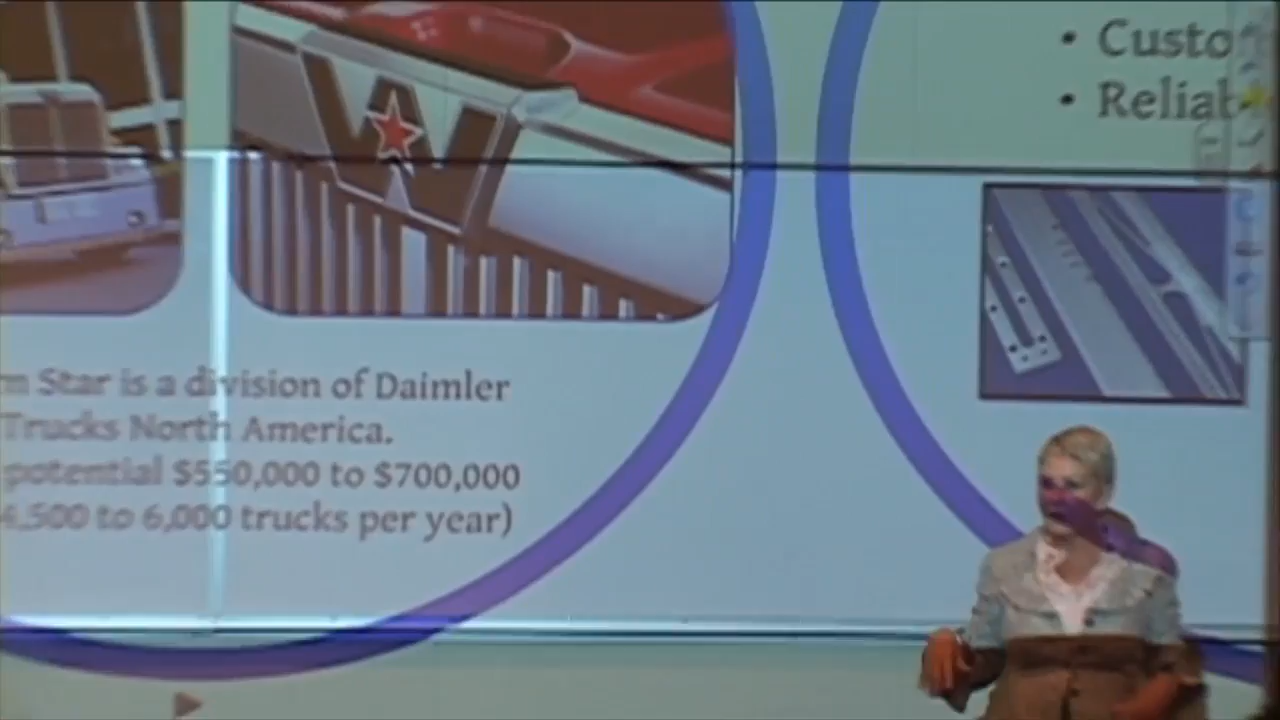 W
Star is a division of Daimler
Trucks North America.
potential $550,000 to $700,000
4,500 to 6,000 trucks per year)
• Custo
• Reliab